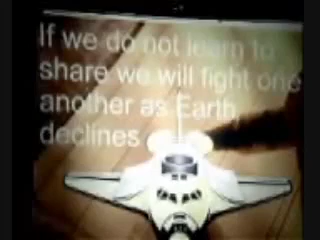 If we do not learn to
share we will fight one
another as Earth
declines